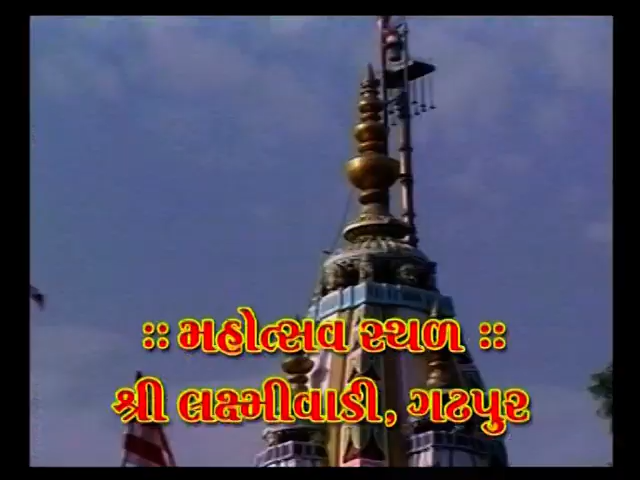 :: મહોત્સવ સ્થળ ::
શ્રી લક્ષ્મીવાડી, ગઢપુર